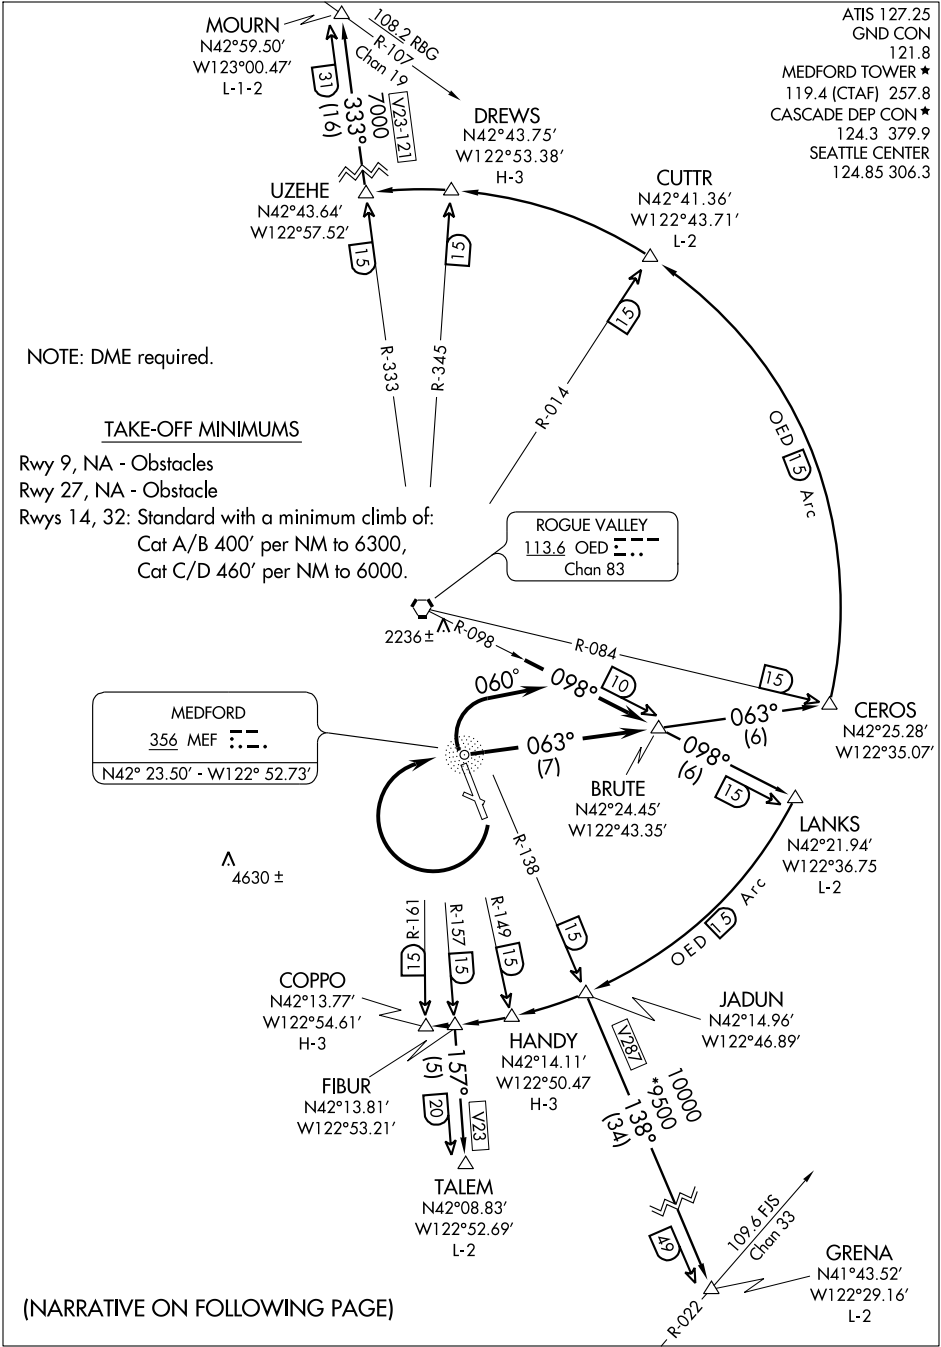 ATIS 127.25
GND CON
121.8
MEDFORD TOWER ★
119.4 (CTAF) 257.8
CASCADE DEP CON ★
124.3 379.9
SEATTLE CENTER
124.85 306.3
MOURN
N42°59.50′
W123°00.47′
L-1-2
108.2 RBG
R-107
Chan 19
31
(16)
333°
7000
V23-121
DREWS
N42°43.75′
W122°53.38′
H-3
UZEHE
N42°43.64′
W122°57.52′
CUTTR
N42°41.36′
W122°43.71′
L-2
15
15
15
R-333
R-345
R-014
OED 15 Arc
NOTE: DME required.
TAKE-OFF MINIMUMS
Rwy 9, NA - Obstacles
Rwy 27, NA - Obstacle
Rwys 14, 32: Standard with a minimum climb of:
Cat A/B 400′ per NM to 6300,
Cat C/D 460′ per NM to 6000.
ROGUE VALLEY
113.6 OED
Chan 83
2236 ±
R-098
R-084
060°
098°
10
15
MEDFORD
356 MEF
N42° 23.50′ - W122° 52.73′
063°
(7)
063°
(6)
CEROS
N42°25.28′
W122°35.07′
098°
(6)
15
BRUTE
N42°24.45′
W122°43.35′
LANKS
N42°21.94′
W122°36.75
L-2
4630 ±
R-138
15
OED 15 Arc
R-161
15
R-157
15
R-149
15
COPPO
N42°13.77′
W122°54.61′
H-3
JADUN
N42°14.96′
W122°46.89′
HANDY
N42°14.11′
W122°50.47
H-3
FIBUR
N42°13.81′
W122°53.21′
157°
(5)
20
V23
V287
10000
*9500
138°
(34)
49
TALEM
N42°08.83′
W122°52.69′
L-2
109.6 FJS
Chan 33
R-022
GRENA
N41°43.52′
W122°29.16′
L-2
(NARRATIVE ON FOLLOWING PAGE)